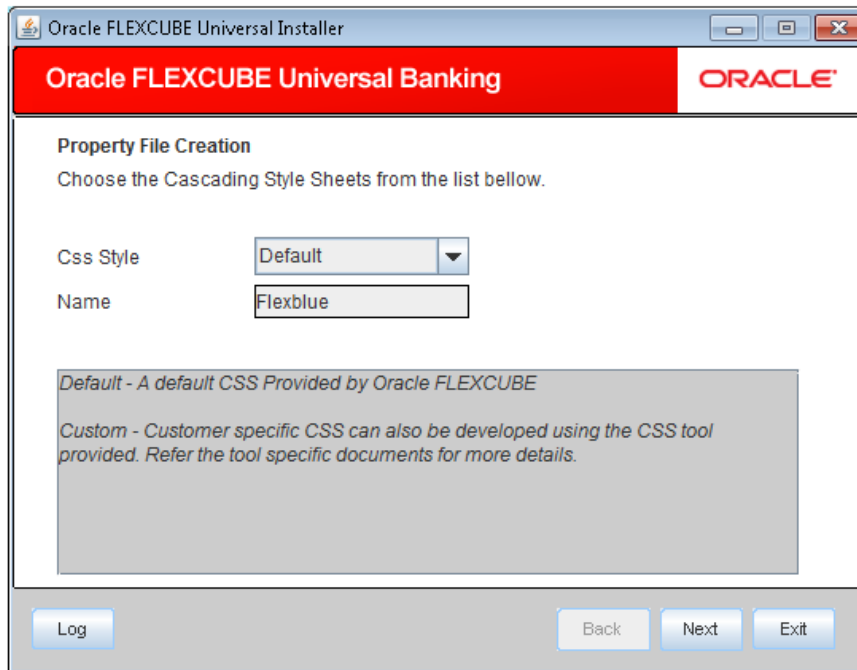 Oracle FLEXCUBE Universal Installer
Oracle FLEXCUBE Universal Banking
ORACLE
Property File Creation
Choose the Cascading Style Sheets from the list bellow.
Css Style
Default
Name
Flexblue
Default - A default CSS Provided by Oracle FLEXCUBE
Custom - Customer specific CSS can also be developed using the CSS tool
provided. Refer the tool specific documents for more details.
Log
Back
Next
Exit